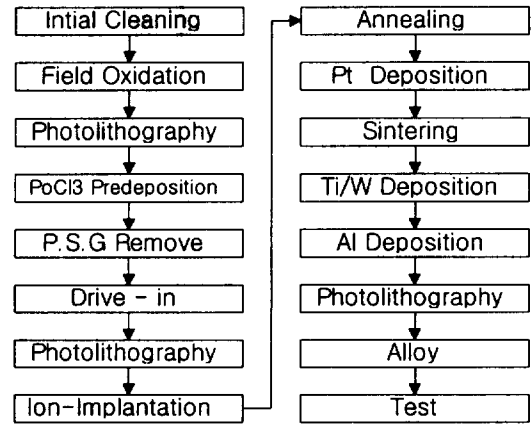 Intial Cleaning
Field Oxidation
Photolithography
PoCl3 Predeposition
P.S.G Remove
Drive - in
Photolithography
Ion-Implantation
Annealing
Pt Deposition
Sintering
Ti/W Deposition
Al Deposition
Photolithography
Alloy
Test